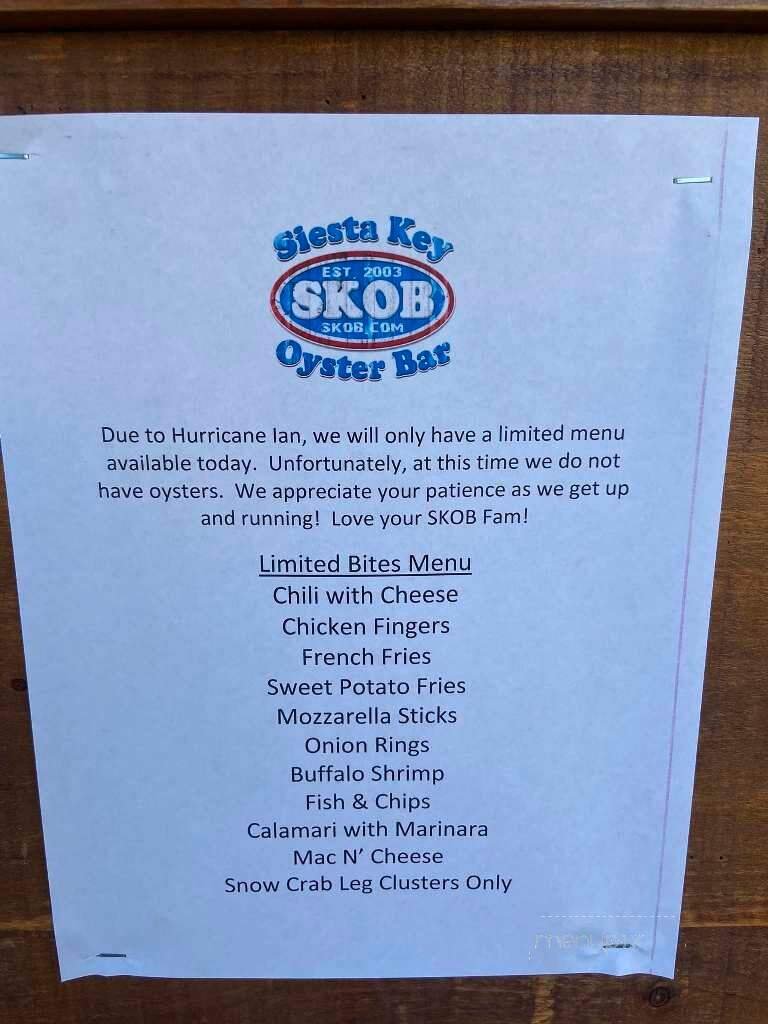 Siesta Key
EST. 2003
SKOB
SKOB.COM
Oyster Bar
Due to Hurricane Ian, we will only have a limited menu
available today. Unfortunately, at this time we do not
have oysters. We appreciate your patience as we get up
and running! Love your SKOB Fam!
Limited Bites Menu
Chili with Cheese
Chicken Fingers
French Fries
Sweet Potato Fries
Mozzarella Sticks
Onion Rings
Buffalo Shrimp
Fish & Chips
Calamari with Marinara
Mac N’ Cheese
Snow Crab Leg Clusters Only